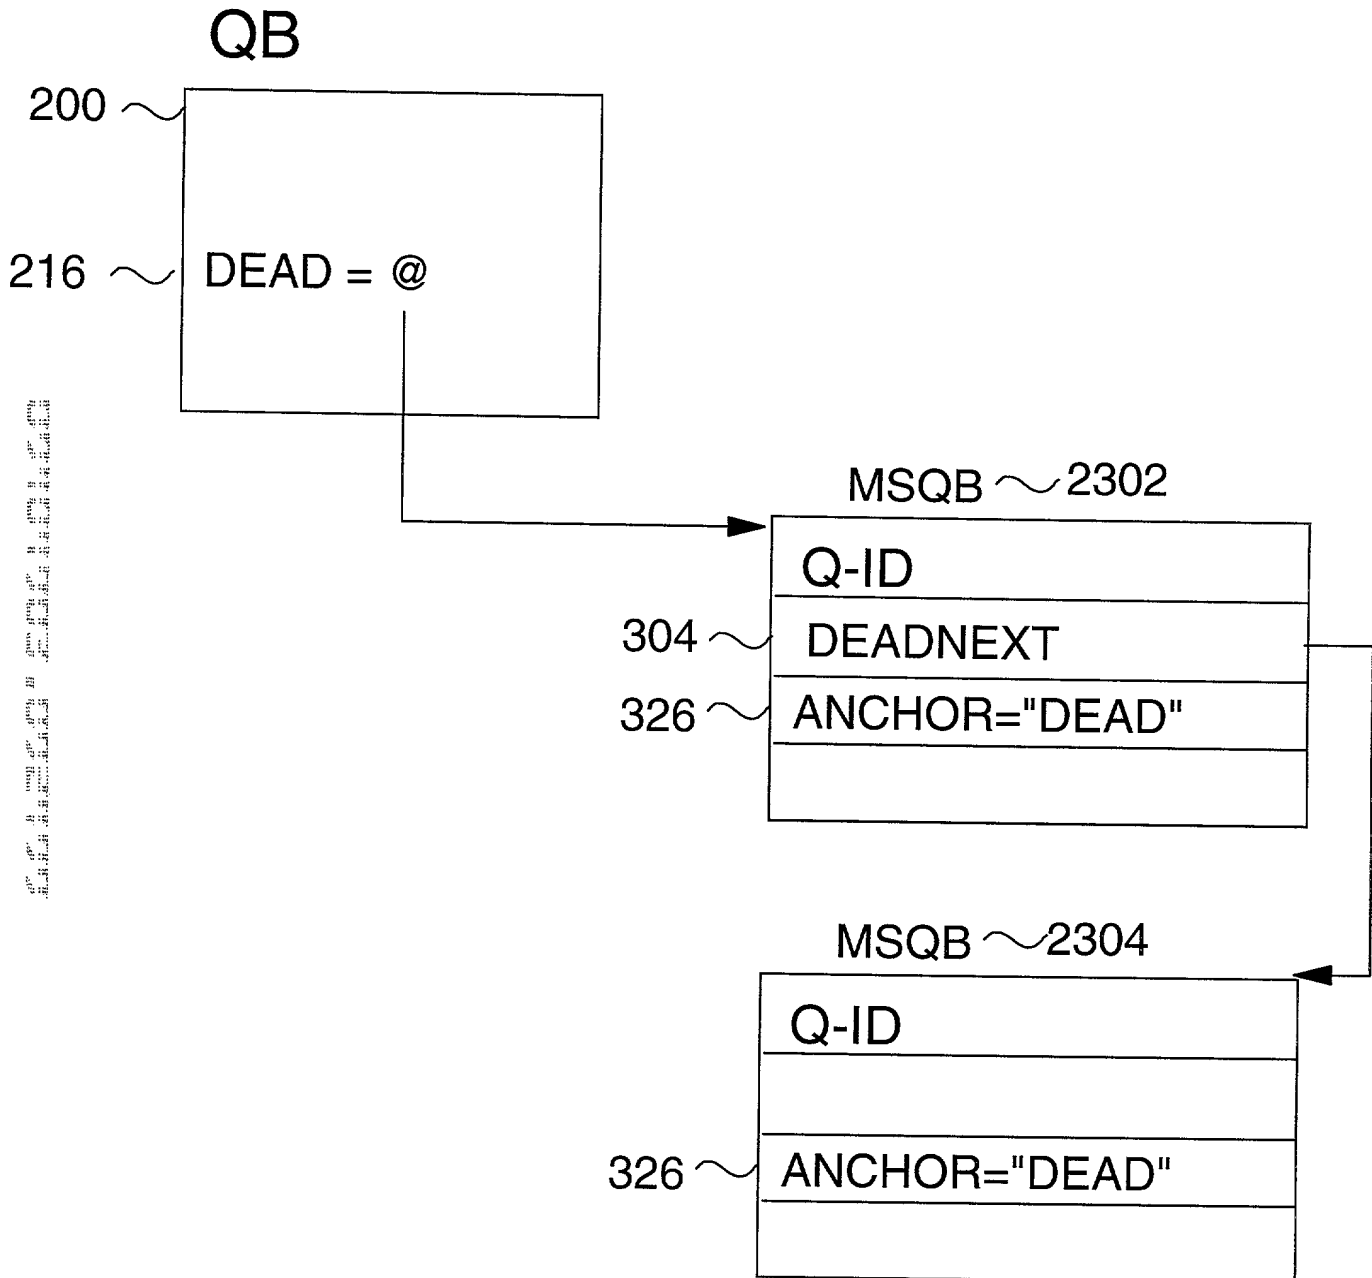 QB
200
216 DEAD = @
MSQB 2302
Q-ID
304 DEADNEXT
326 ANCHOR="DEAD"
MSQB 2304
Q-ID
326 ANCHOR="DEAD"